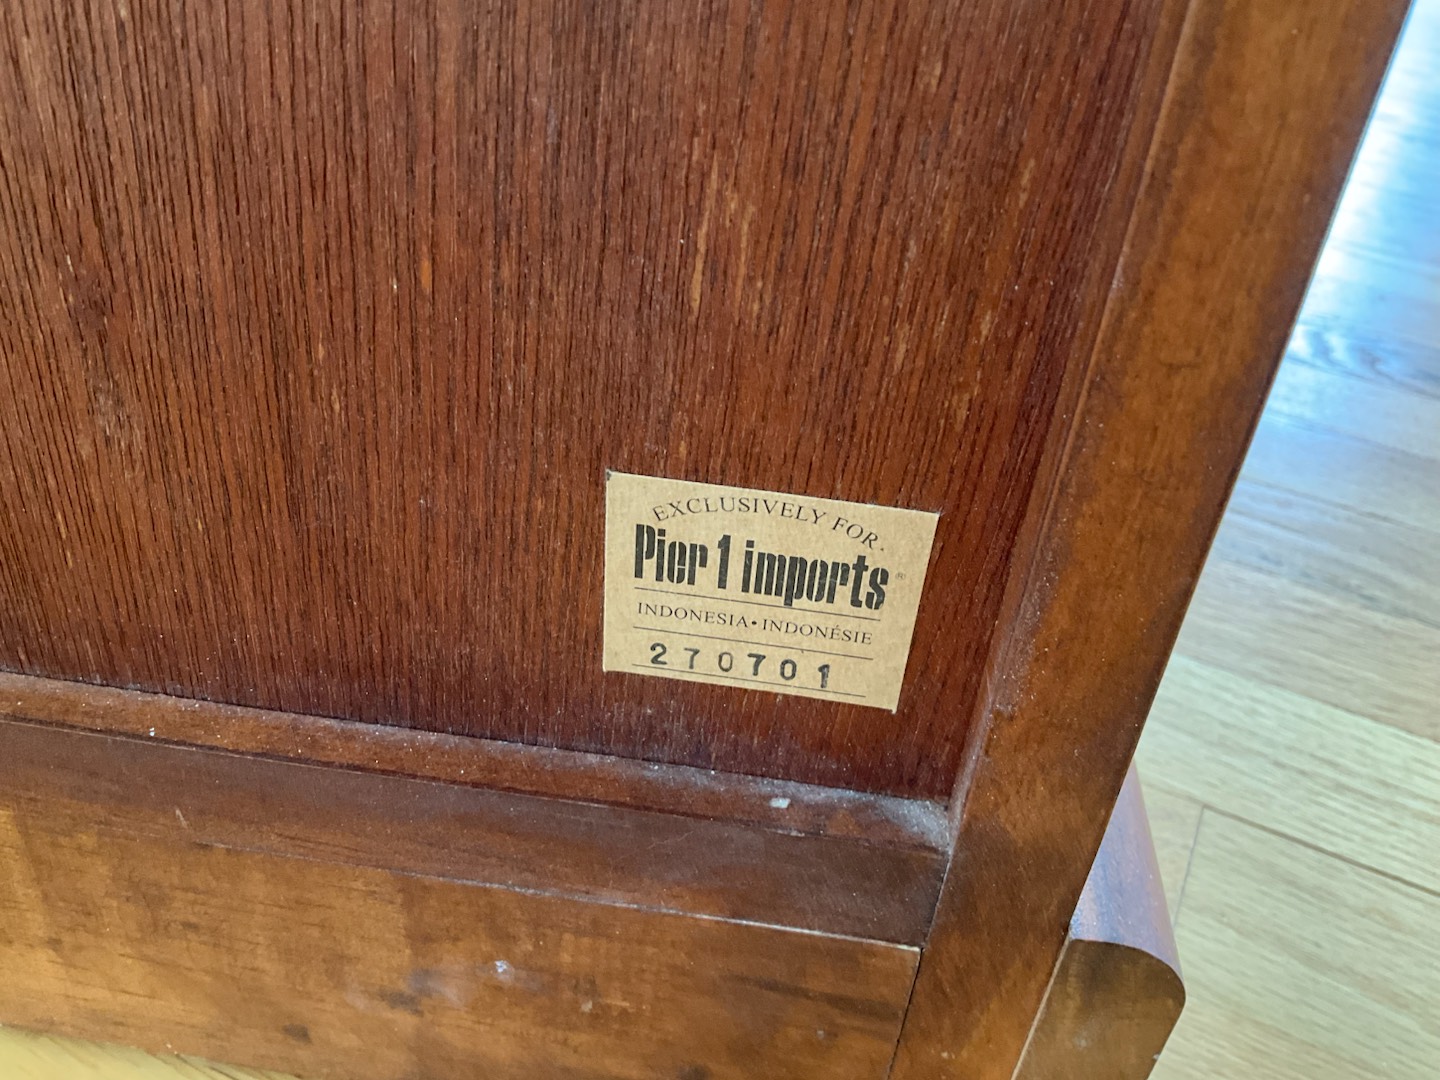 EXCLUSIVELY FOR.
Pier 1 imports®
INDONESIA • INDONÉSIE
270701